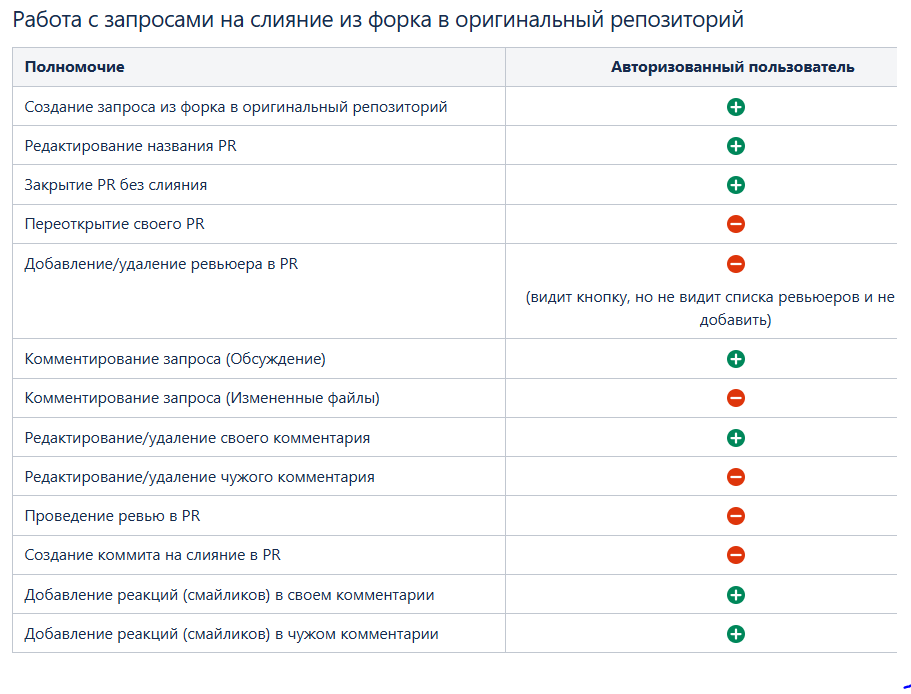 Работа с запросами на слияние из форка в оригинальный репозиторий
Полномочие Авторизованный пользователь
Создание запроса из форка в оригинальный репозиторий
Редактирование названия PR
Закрытие PR без слияния
Переоткрытие своего PR
Добавление/удаление ревьюера в PR
(видит кнопку, но не видит списка ревьюеров и не
добавить)
Комментирование запроса (Обсуждение)
Комментирование запроса (Измененные файлы)
Редактирование/удаление своего комментария
Редактирование/удаление чужого комментария
Проведение ревью в PR
Создание коммита на слияние в PR
Добавление реакций (смайликов) в своем комментарии
Добавление реакций (смайликов) в чужом комментарии